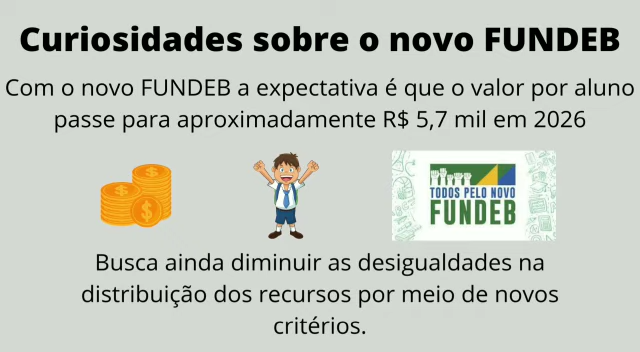 Curiosidades sobre o novo FUNDEB
Com o novo FUNDEB a expectativa é que o valor por aluno
passe para aproximadamente R$ 5,7 mil em 2026
$
$
$
TODOS PELO NOVO
FUNDEB
Busca ainda diminuir as desigualdades na
distribuição dos recursos por meio de novos
critérios.